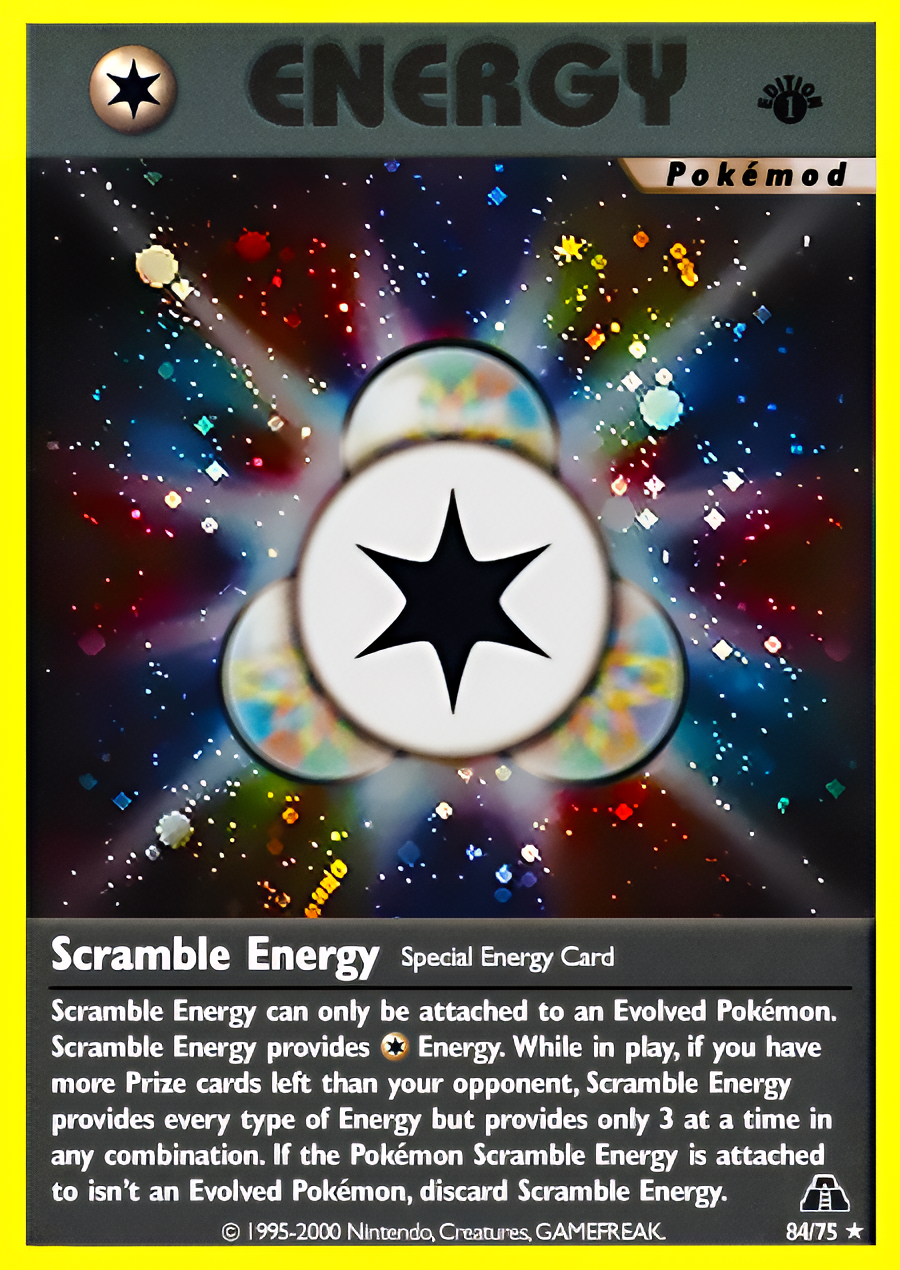 ENERGY
EDITION
1
Pokémod
Scramble Energy Special Energy Card
Scramble Energy can only be attached to an Evolved Pokémon.
Scramble Energy provides Energy. While in play, if you have
more Prize cards left than your opponent, Scramble Energy
provides every type of Energy but provides only 3 at a time in
any combination. If the Pokémon Scramble Energy is attached
to isn't an Evolved Pokémon, discard Scramble Energy.
© 1995-2000 Nintendo, Creatures, GAMEFREAK.
84/75 ★